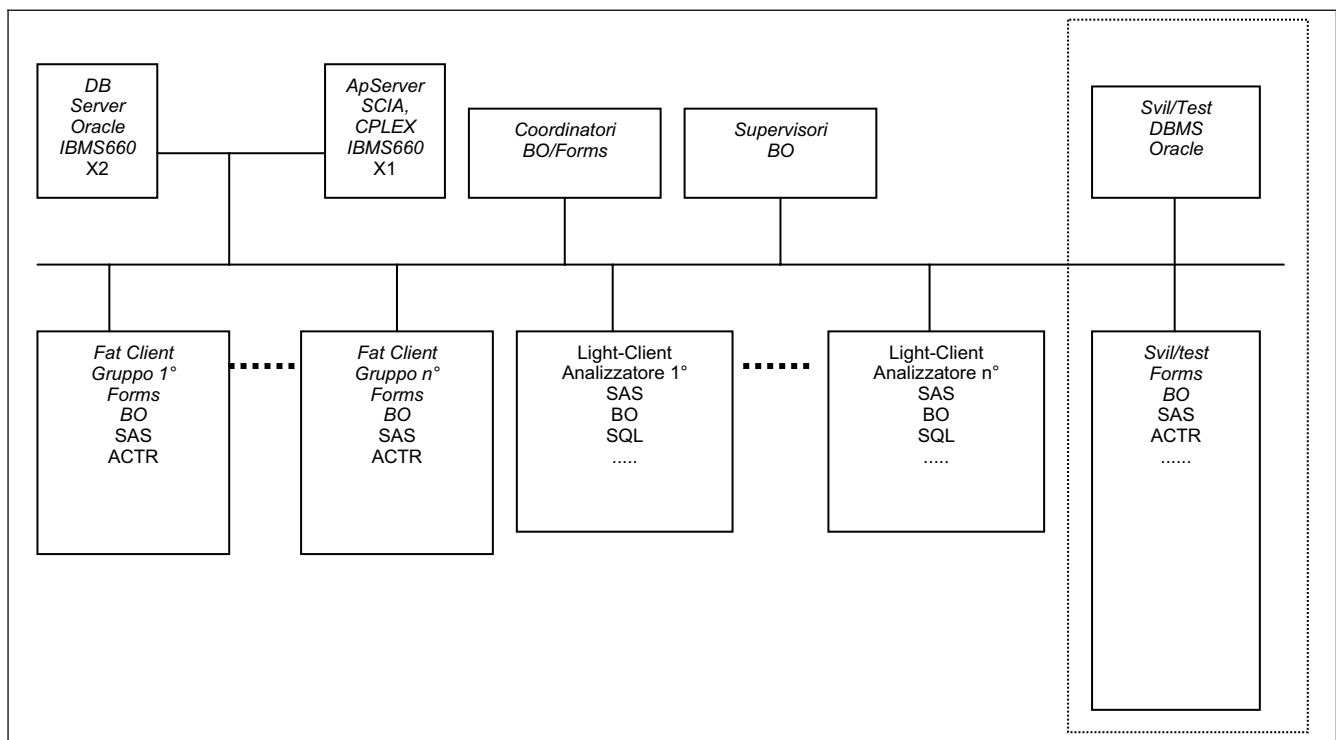 DB
Server
Oracle
IBMS660
X2
ApServer
SCIA,
CPLEX
IBMS660
X1
Coordinatori
BO/Forms
Supervisori
BO
Svil/Test
DBMS
Oracle
Fat Client
Gruppo 1°
Forms
BO
SAS
ACTR
Fat Client
Gruppo n°
Forms
BO
SAS
ACTR
Light-Client
Analizzatore 1°
SAS
BO
SQL
.....
Light-Client
Analizzatore n°
SAS
BO
SQL
.....
Svil/test
Forms
BO
SAS
ACTR
......